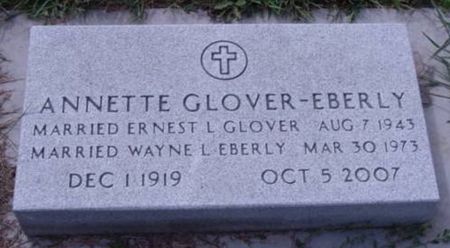 ANNETTE GLOVER-EBERLY
MARRIED ERNEST L GLOVER AUG 7 1943
MARRIED WAYNE L EBERLY MAR 30 1973
DEC 1 1919 OCT 5 2007